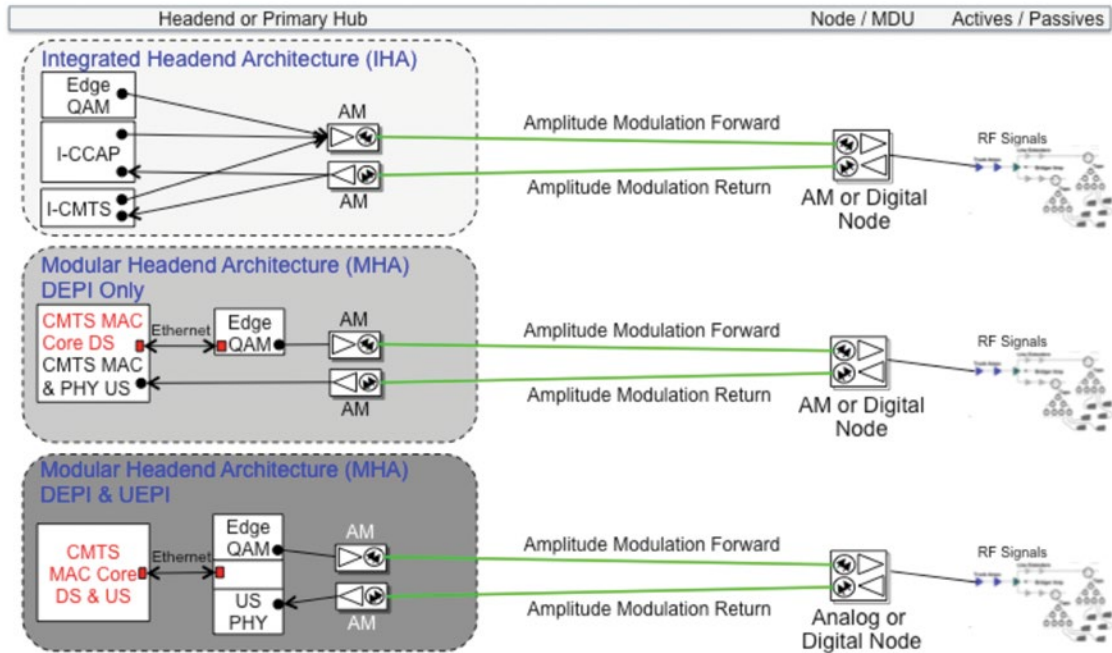 Headend or Primary Hub
Node / MDU
Actives / Passives
Integrated Headend Architecture (IHA)
Edge
QAM
I-CCAP
I-CMTS
AM
AM
Amplitude Modulation Forward
Amplitude Modulation Return
AM or Digital
Node
RF Signals
Modular Headend Architecture (MHA)
DEPI Only
CMTS MAC
Core DS
CMTS MAC
& PHY US
Ethernet
Edge
QAM
AM
AM
Amplitude Modulation Forward
Amplitude Modulation Return
AM or Digital
Node
RF Signals
Modular Headend Architecture (MHA)
DEPI & UEPI
CMTS
MAC Core
DS & US
Ethernet
Edge
QAM
US
PHY
AM
AM
Amplitude Modulation Forward
Amplitude Modulation Return
Analog or
Digital Node
RF Signals